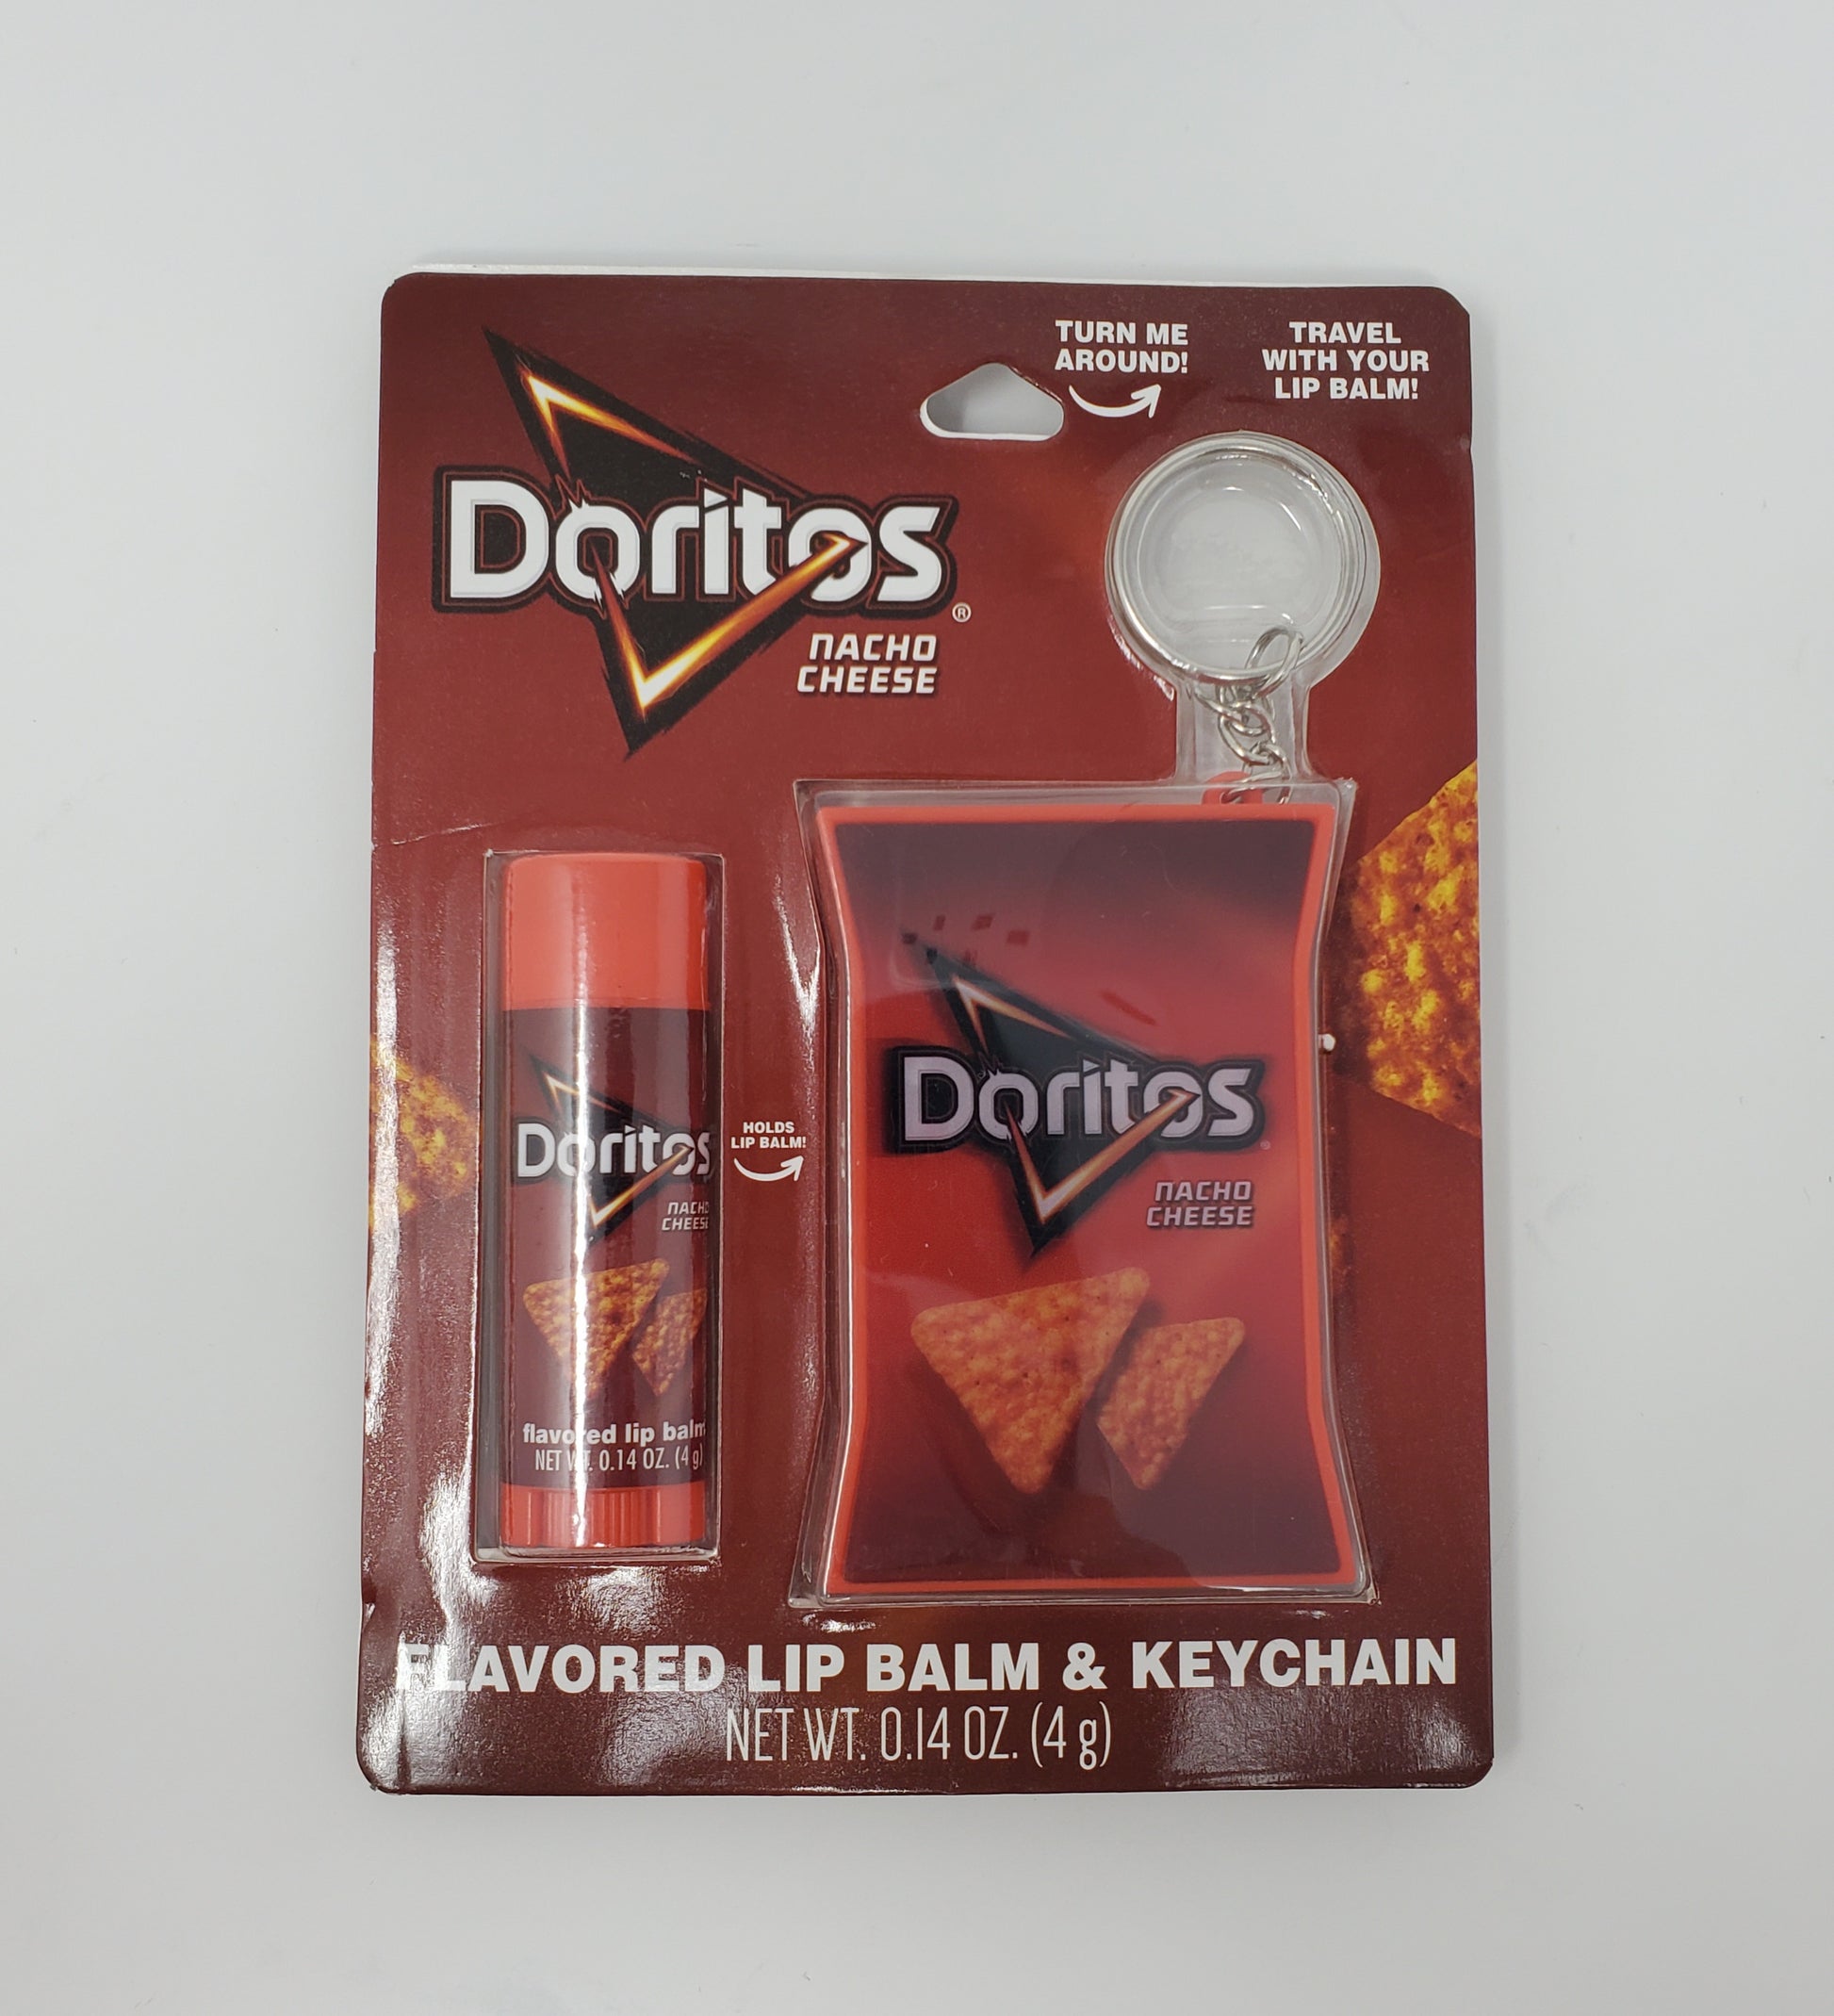 TURN ME
AROUND!
TRAVEL
WITH YOUR
LIP BALM!
Doritos®
NACHO
CHEESE
Doritos
NACHO
CHEESE
flavored lip balm
NET WT. 0.14 OZ. (4 g)
HOLDS
LIP BALM!
Doritos®
NACHO
CHEESE
FLAVORED LIP BALM & KEYCHAIN
NET WT. 0.14 OZ. (4 g)